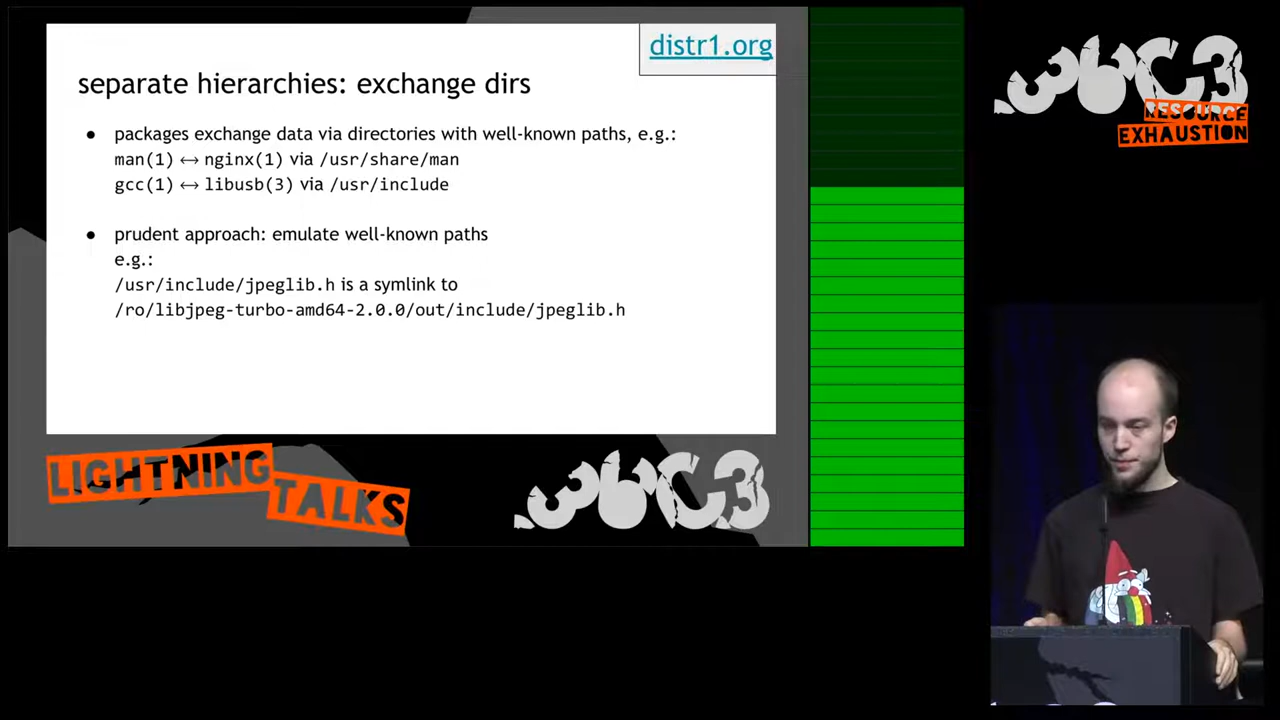 distr1.org
separate hierarchies: exchange dirs
● packages exchange data via directories with well-known paths, e.g.:
man(1) ↔ nginx(1) via /usr/share/man
gcc(1) ↔ libusb(3) via /usr/include
● prudent approach: emulate well-known paths
e.g.:
/usr/include/jpeglib.h is a symlink to
/ro/libjpeg-turbo-amd64-2.0.0/out/include/jpeglib.h
LIGHTNING
TALKS
36C3
36C3
RESOURCE
EXHAUSTION